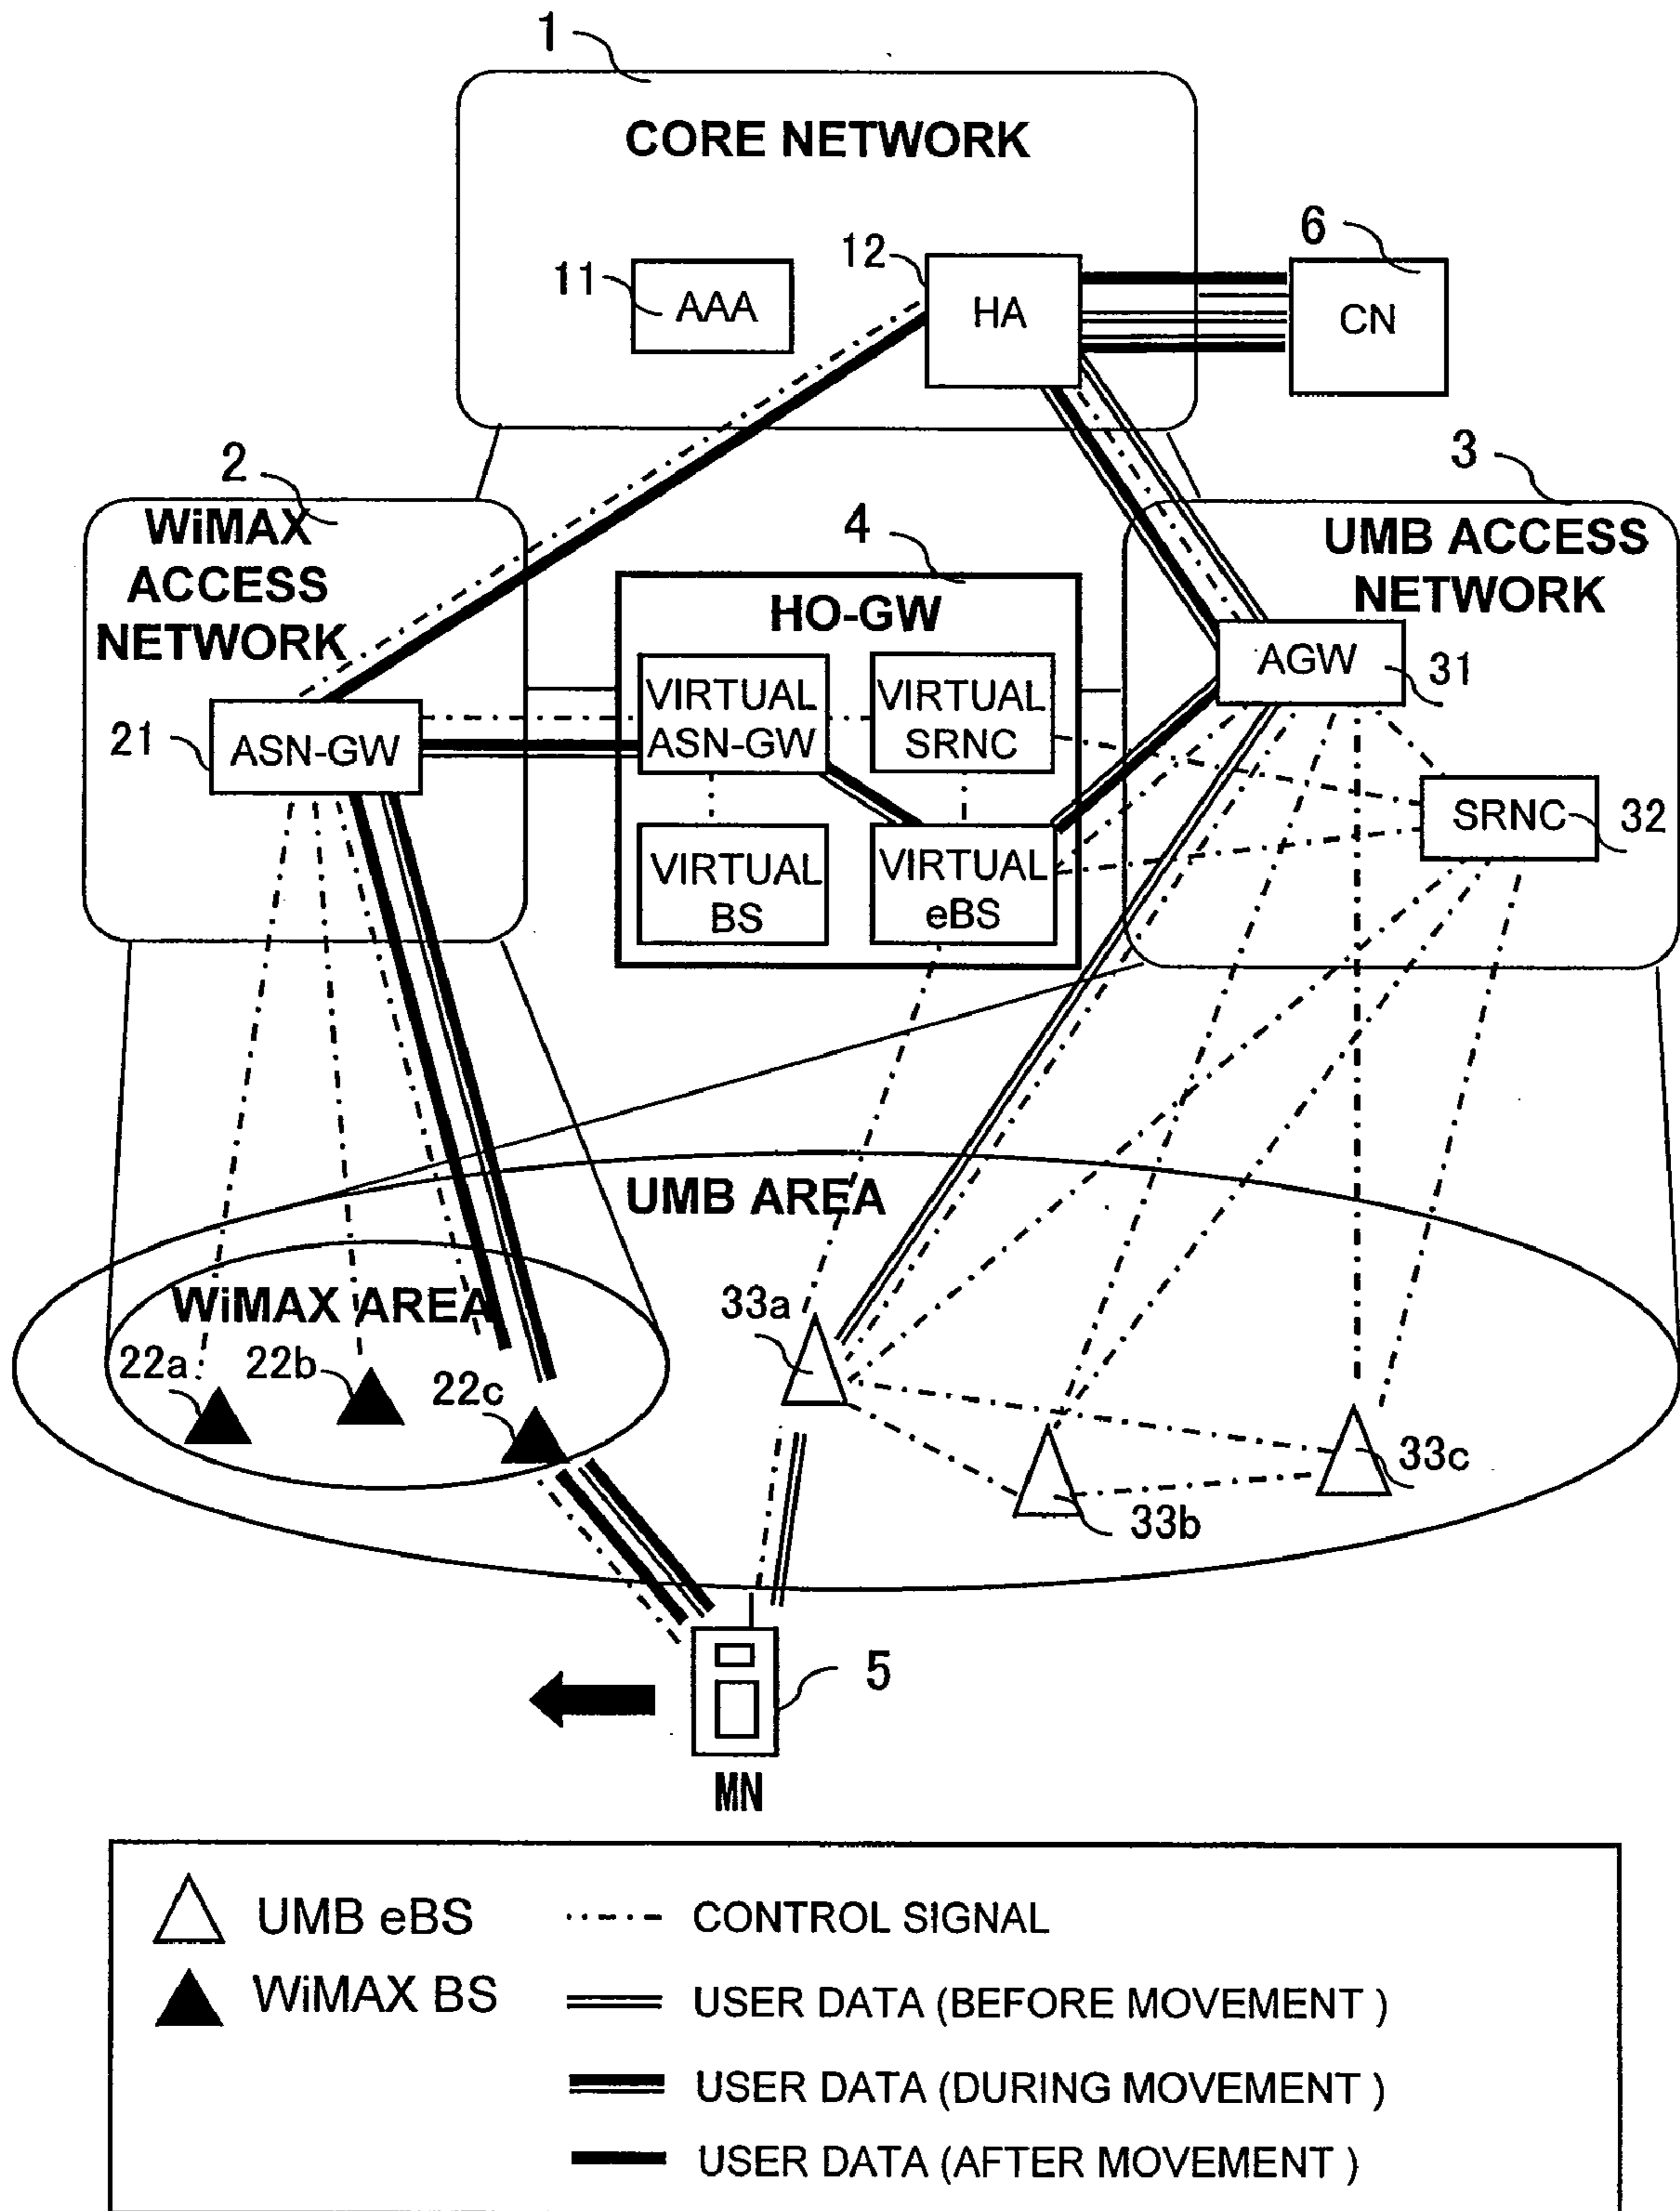 1
CORE NETWORK
11
AAA
12
HA
6
CN
2
WiMAX
ACCESS
NETWORK
4
HO-GW
3
UMB ACCESS
NETWORK
VIRTUAL
ASN-GW
VIRTUAL
SRNC
AGW
31
21
ASN-GW
SRNC
32
VIRTUAL
BS
VIRTUAL
eBS
UMB AREA
WiMAX AREA
33a
22a
22b
22c
33c
33b
5
MN
UMB eBS
CONTROL SIGNAL
WiMAX BS
USER DATA (BEFORE MOVEMENT )
USER DATA (DURING MOVEMENT )
USER DATA (AFTER MOVEMENT )